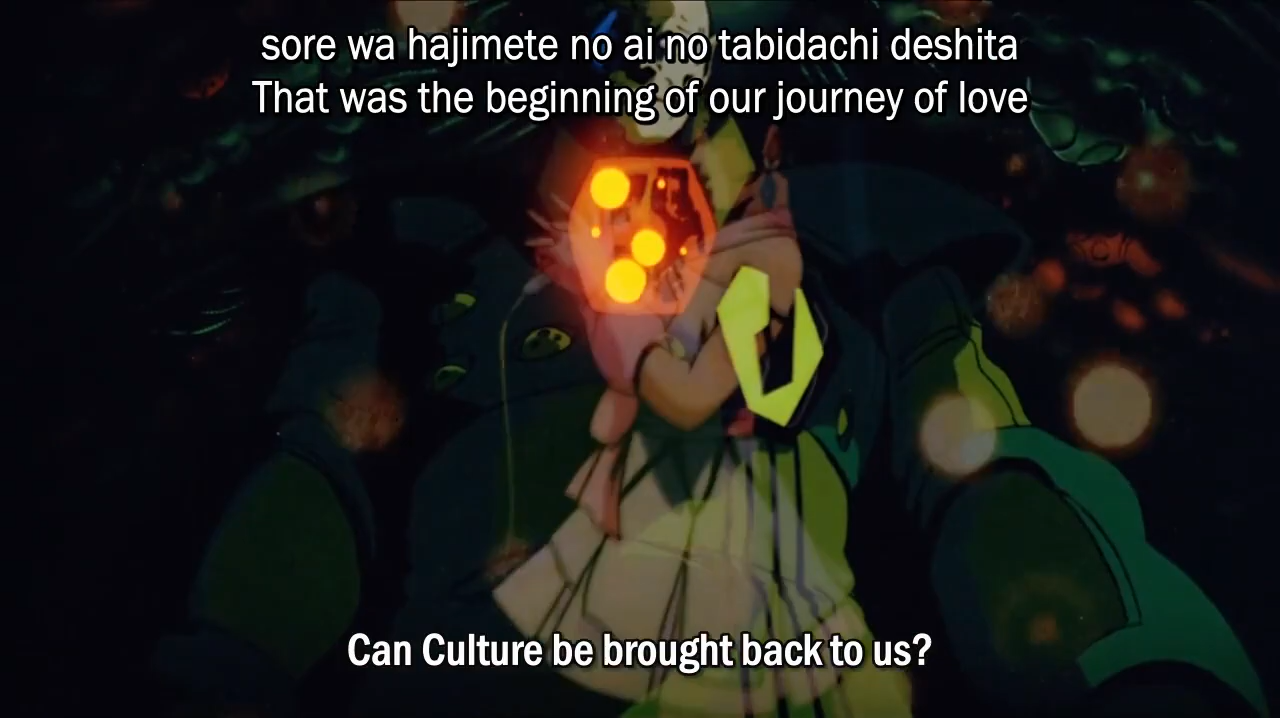 sore wa hajimete no ai no tabidachi deshita
That was the beginning of our journey of love
Can Culture be brought back to us?